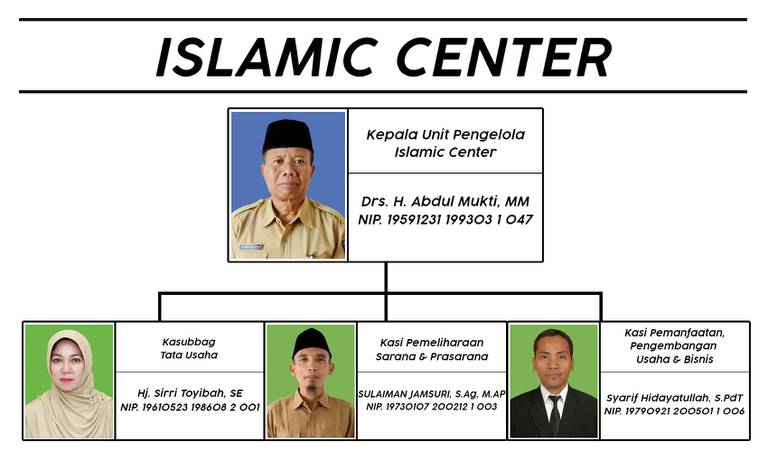 ISLAMIC CENTER
Kepala Unit Pengelola
Islamic Center
Drs. H. Abdul Mukti, MM
NIP. 19591231 199303 1 047
Kasubbag
Tata Usaha
Hj. Sirri Toyibah, SE
NIP. 19610523 198608 2 001
Kasi Pemeliharaan
Sarana & Prasarana
SULAIMAN JAMSURI, S.Ag, M.AP
NIP. 19730107 200212 1 003
Kasi Pemanfaatan,
Pengembangan
Usaha & Bisnis
Syarif Hidayatullah, S.PdT
NIP. 19790921 200501 1 006